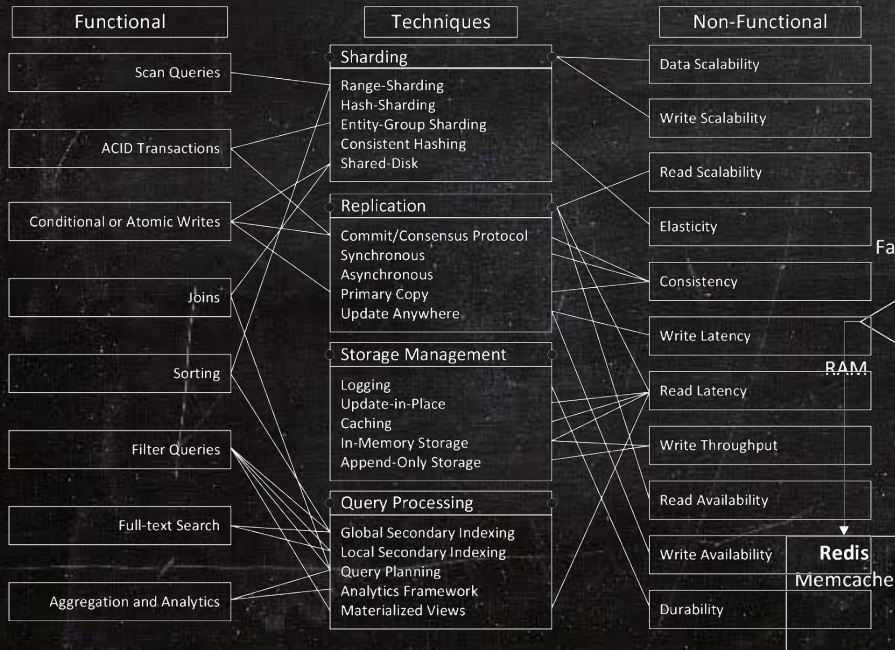 Functional
Techniques
Non-Functional
Scan Queries
ACID Transactions
Conditional or Atomic Writes
Joins
Sorting
Filter Queries
Full-text Search
Aggregation and Analytics
Sharding
Range-Sharding
Hash-Sharding
Entity-Group Sharding
Consistent Hashing
Shared-Disk
Replication
Commit/Consensus Protocol
Synchronous
Asynchronous
Primary Copy
Update Anywhere
Storage Management
Logging
Update-in-Place
Caching
In-Memory Storage
Append-Only Storage
Query Processing
Global Secondary Indexing
Local Secondary Indexing
Query Planning
Analytics Framework
Materialized Views
Data Scalability
Write Scalability
Read Scalability
Elasticity
Consistency
Write Latency
Read Latency
Write Throughput
Read Availability
Write Availability
Durability
Fa
RAM
Redis
Memcache